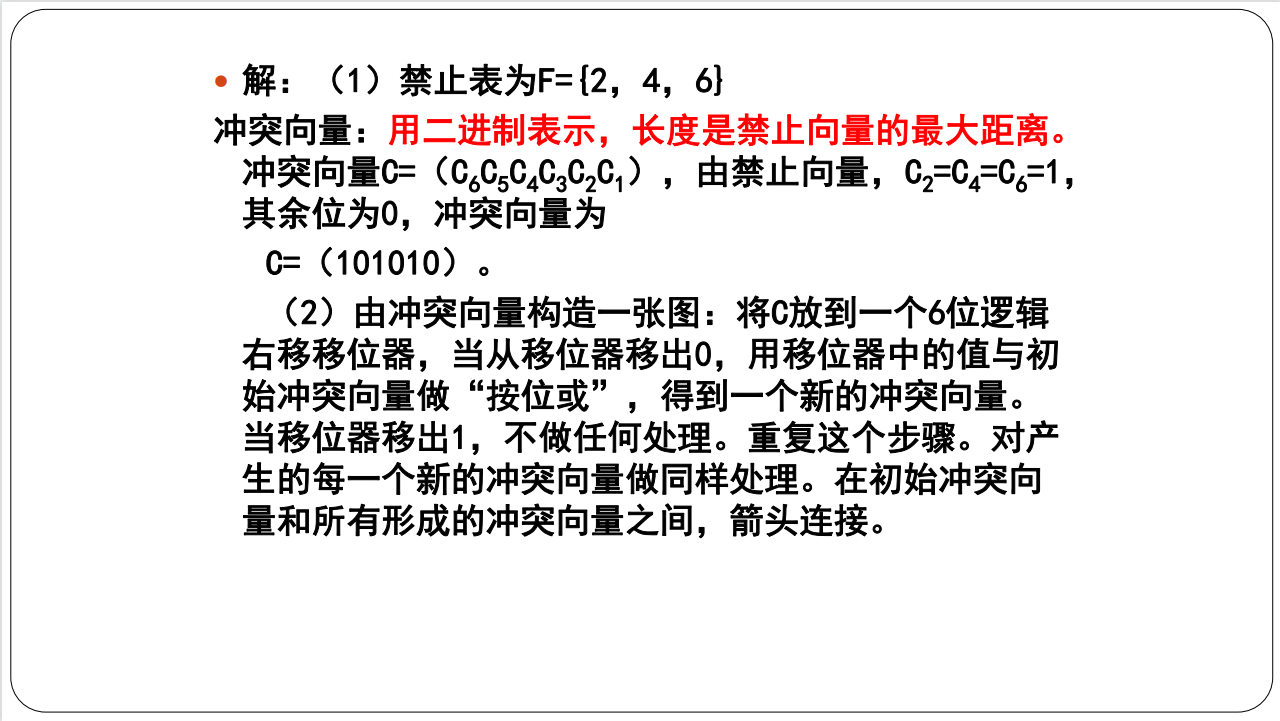 • 解：（1）禁止表为F={2，4，6}
冲突向量：用二进制表示，长度是禁止向量的最大距离。
冲突向量C=（C₆C₅C₄C₃C₂C₁），由禁止向量，C₂=C₄=C₆=1，
其余位为0，冲突向量为
C=（101010）。
（2）由冲突向量构造一张图：将C放到一个6位逻辑
右移移位器，当从移位器移出0，用移位器中的值与初
始冲突向量做“按位或”，得到一个新的冲突向量。
当移位器移出1，不做任何处理。重复这个步骤。对产
生的每一个新的冲突向量做同样处理。在初始冲突向
量和所有形成的冲突向量之间，箭头连接。